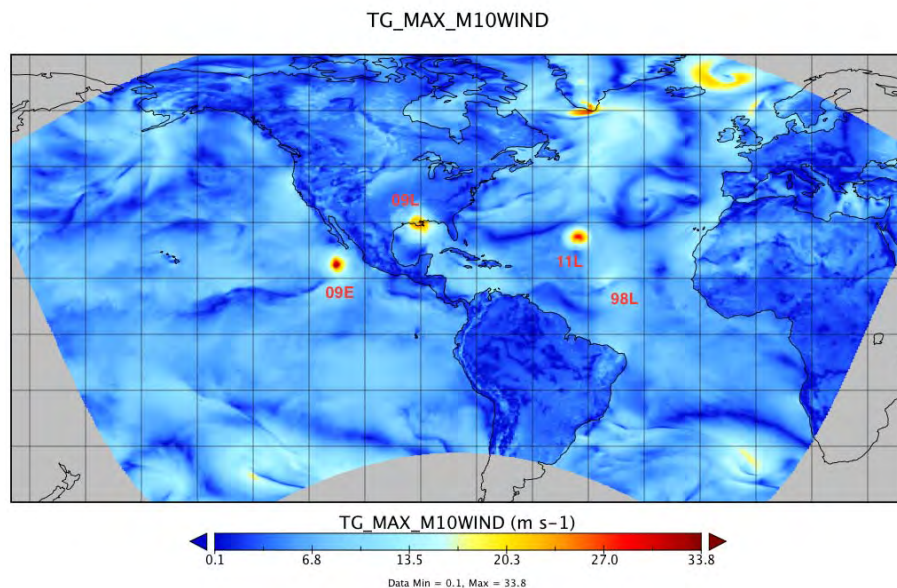 TG_MAX_M10WIND
09L
11L
09E
98L
TG_MAX_M10WIND (m s-1)
0.1 6.8 13.5 20.3 27.0 33.8
Data Min = 0.1, Max = 33.8